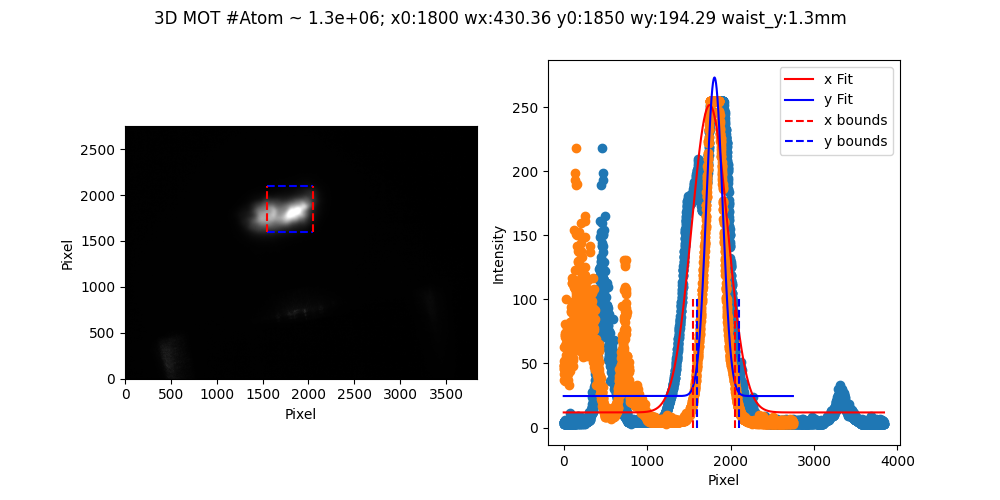 3D MOT #Atom ~ 1.3e+06; x0:1800 wx:430.36 y0:1850 wy:194.29 waist_y:1.3mm
2500
2000
1500
1000
500
0
Pixel
0 500 1000 1500 2000 2500 3000 3500
Pixel
250
200
150
100
50
0
Intensity
0 1000 2000 3000 4000
Pixel
x Fit
y Fit
x bounds
y bounds